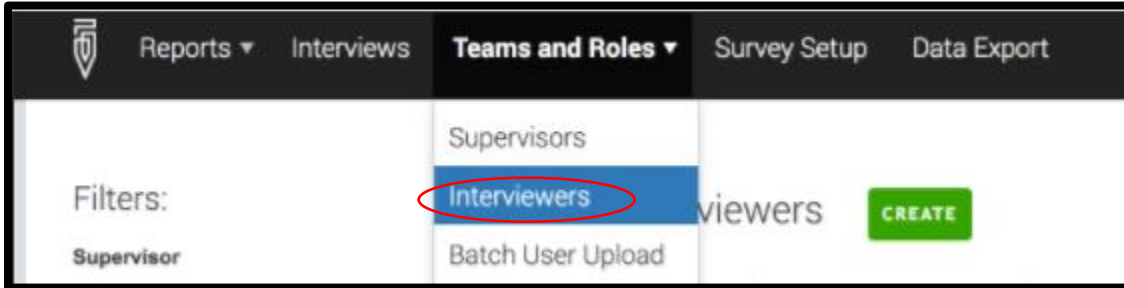 Reports ▾ Interviews Teams and Roles ▾ Survey Setup Data Export
Supervisors
Filters:
Interviewers
viewers CREATE
Supervisor
Batch User Upload